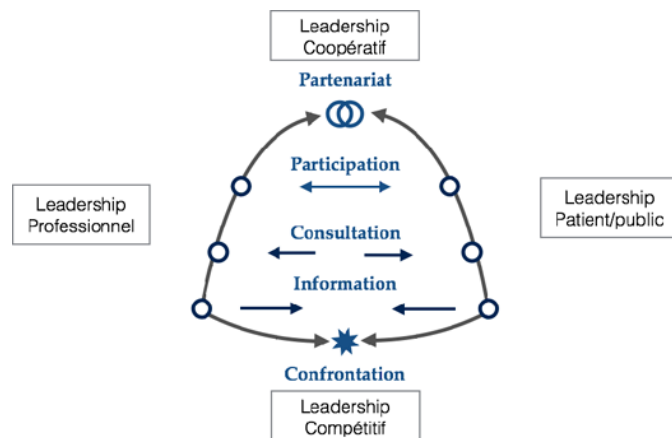 Leadership
Coopératif
Partenariat
Participation
Leadership
Professionnel
Leadership
Patient/public
Consultation
Information
Confrontation
Leadership
Compétitif